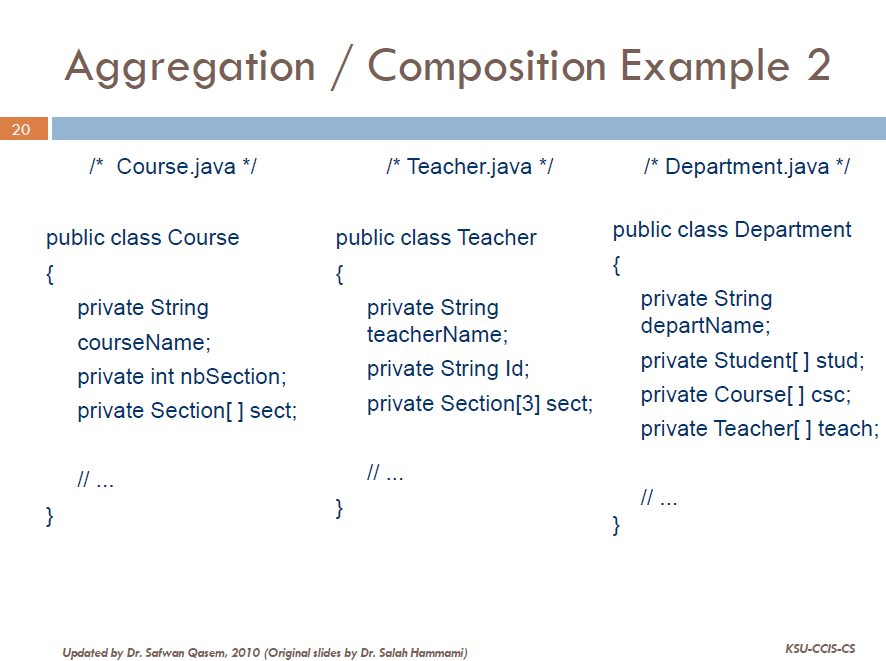 Aggregation / Composition Example 2
20
/* Course.java */
public class Course
{
private String
courseName;
private int nbSection;
private Section[ ] sect;
// ...
}
/* Teacher.java */
public class Teacher
{
private String
teacherName;
private String Id;
private Section[3] sect;
// ...
}
/* Department.java */
public class Department
{
private String
departName;
private Student[ ] stud;
private Course[ ] csc;
private Teacher[ ] teach;
// ...
}
Updated by Dr. Safwan Qasem, 2010 (Original slides by Dr. Salah Hammami)
KSU-CCIS-CS